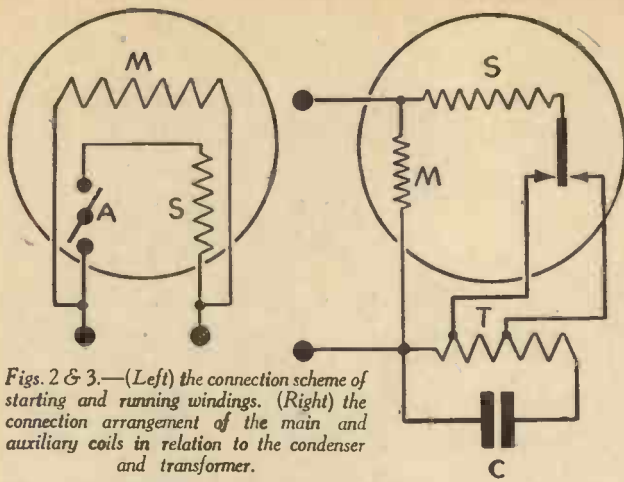 M
A
S
S
M
T
C
Figs. 2 & 3.—(Left) the connection scheme of
starting and running windings. (Right) the
connection arrangement of the main and
auxiliary coils in relation to the condenser
and transformer.